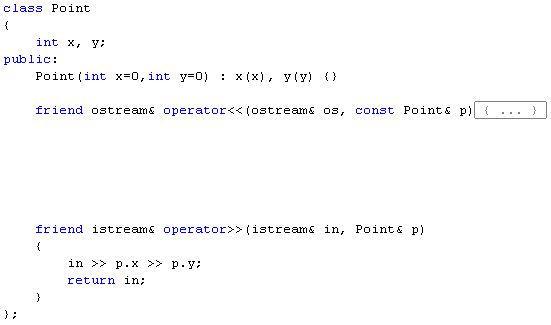 class Point
{
    int x, y;
public:
    Point(int x=0,int y=0) : x(x), y(y) {}
    friend ostream& operator<<(ostream& os, const Point& p){ ... }
    friend istream& operator>>(istream& in, Point& p)
    {
        in >> p.x >> p.y;
        return in;
    }
};